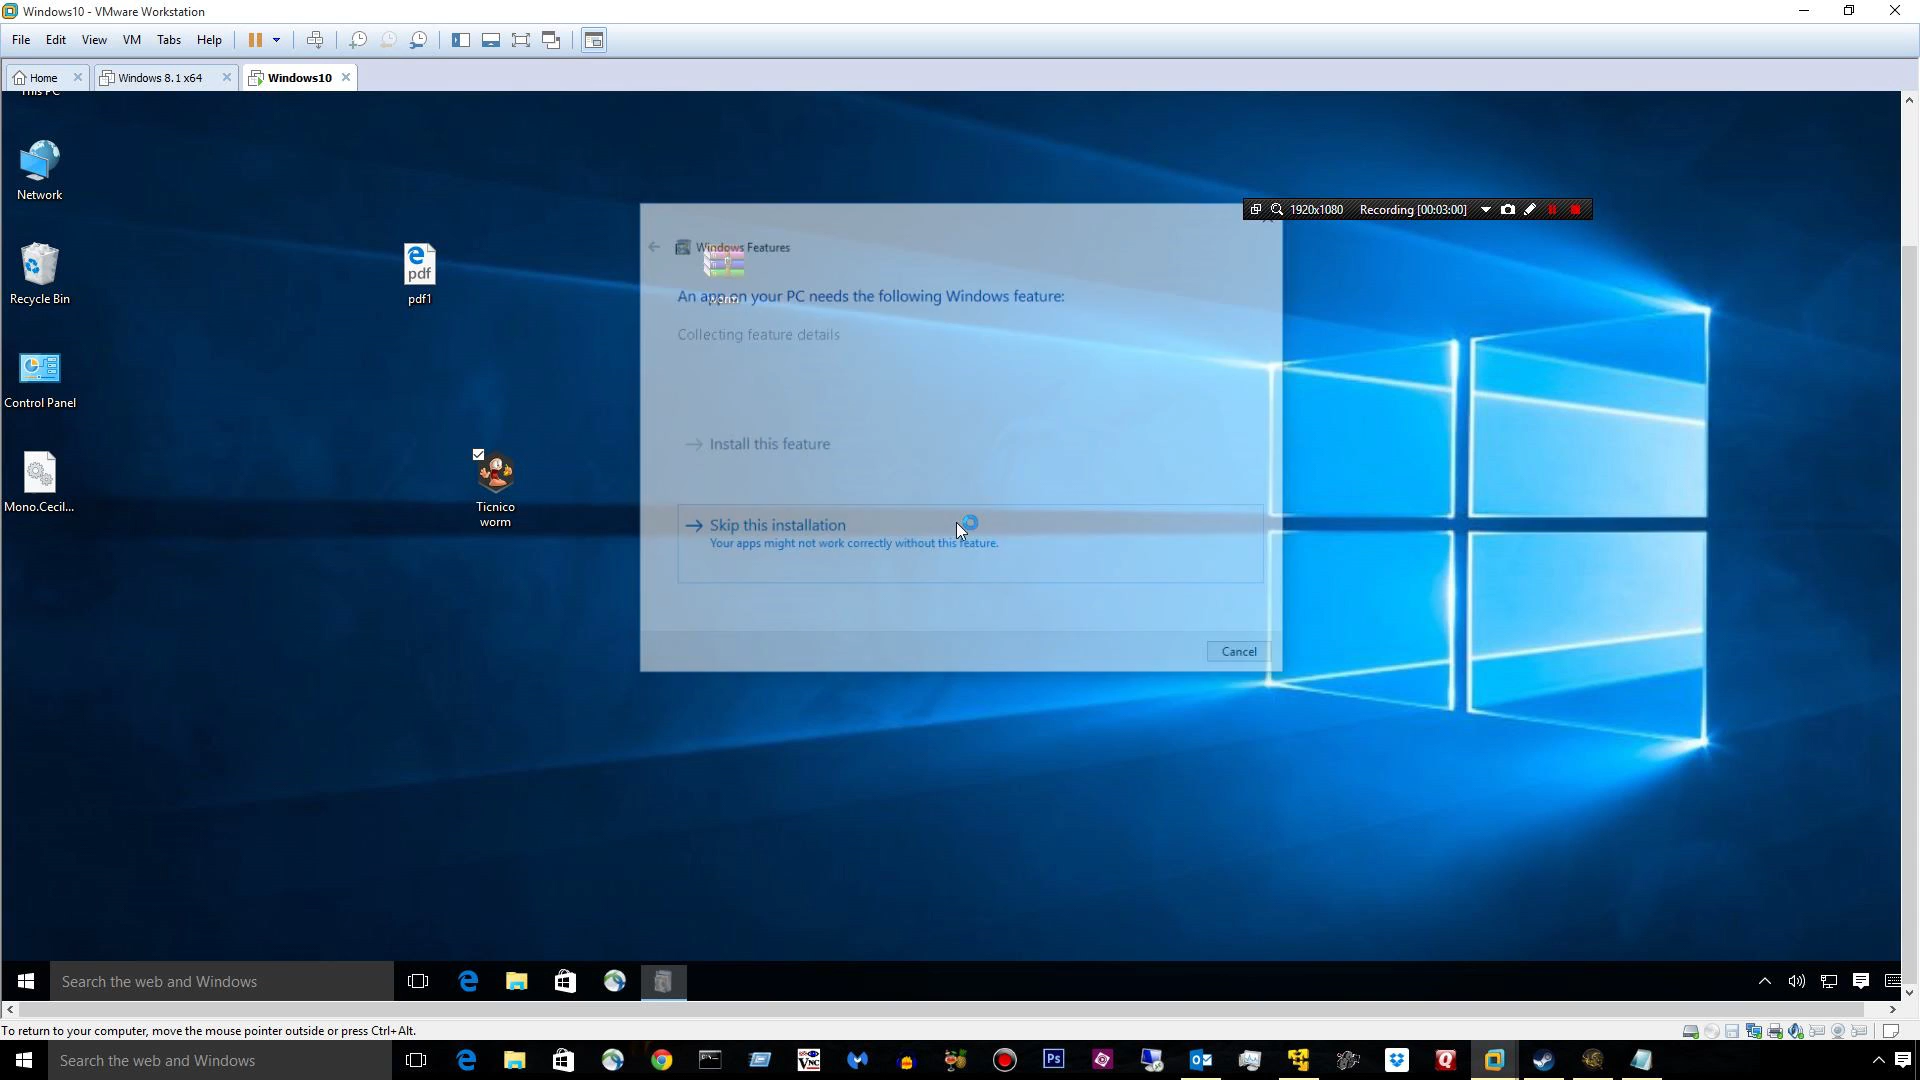 Windows10 - VMware Workstation
File Edit View VM Tabs Help
Home Windows 8.1 x64 Windows10
This PC
Network
Recycle Bin
Control Panel
Mono.Cecil...
pdf
pdf1
Ticnico
worm
1920x1080 Recording [00:03:00]
Windows Features
An app on your PC needs the following Windows feature:
Collecting feature details
Install this feature
Skip this installation
Your apps might not work correctly without this feature.
Cancel
Search the web and Windows
To return to your computer, move the mouse pointer outside or press Ctrl+Alt.
Search the web and Windows
VNC
Ps